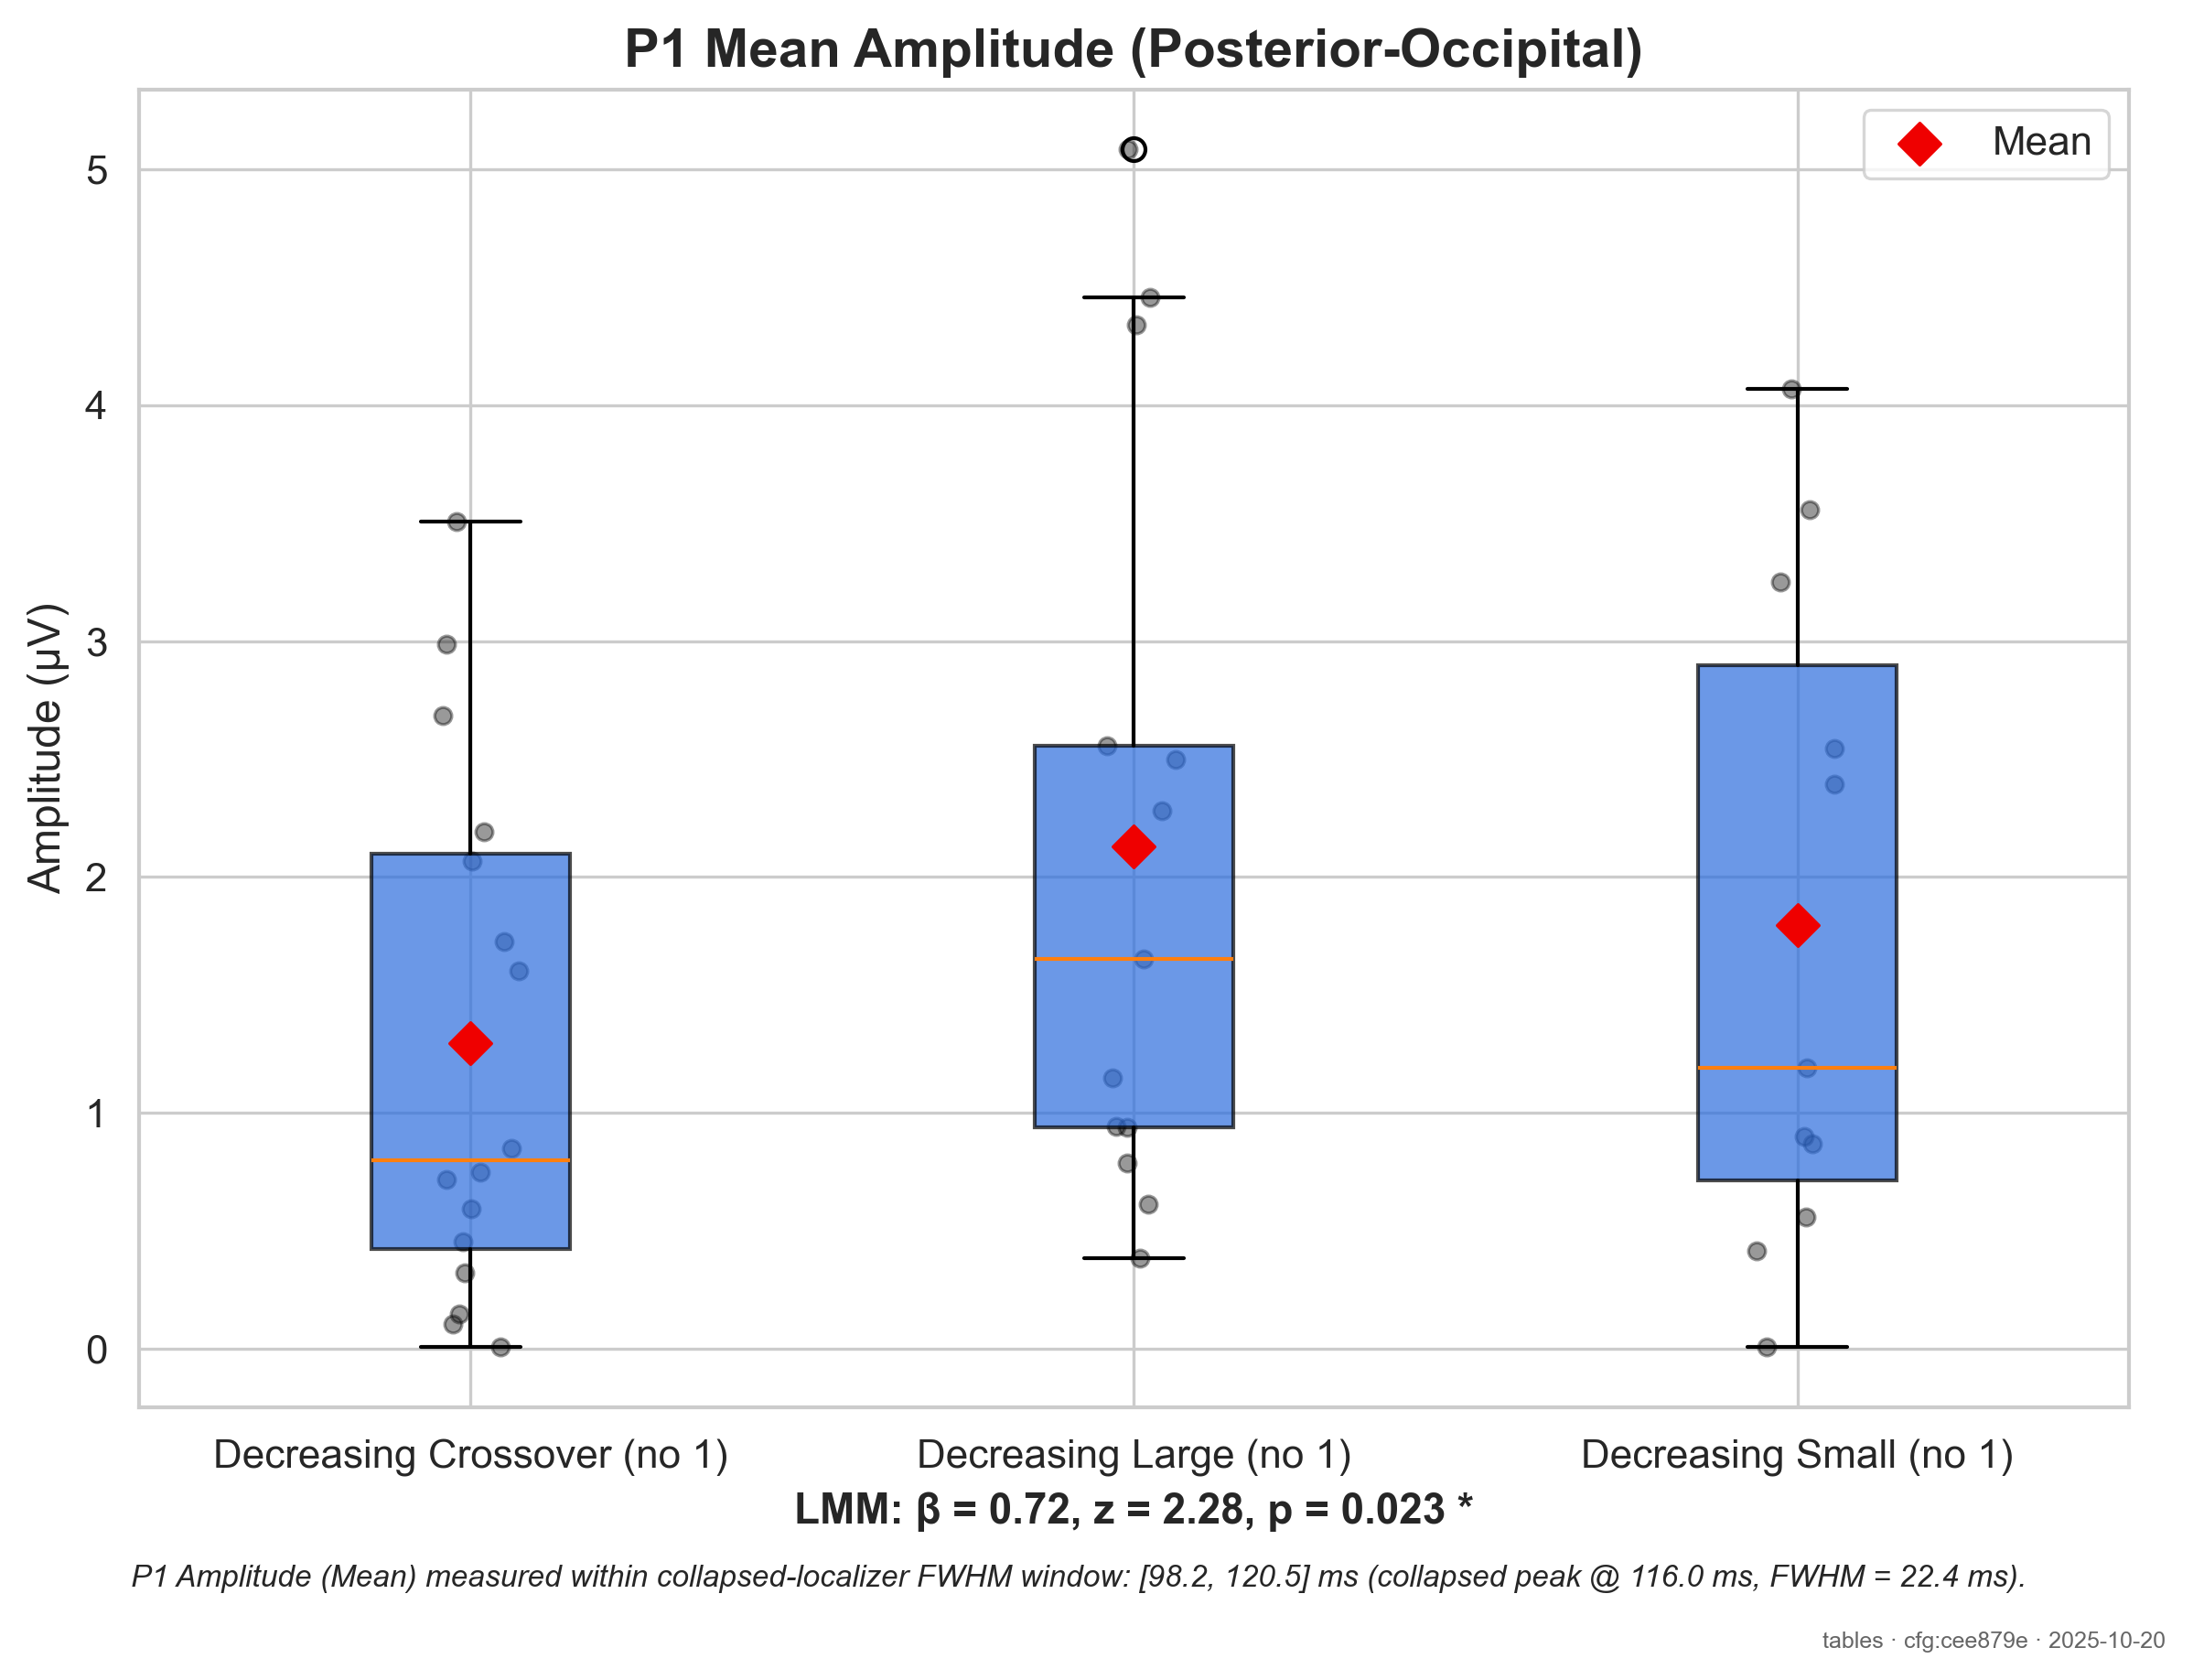 P1 Mean Amplitude (Posterior-Occipital)
Mean
5
4
3
2
1
0
Amplitude (µV)
Decreasing Crossover (no 1)
Decreasing Large (no 1)
Decreasing Small (no 1)
LMM: β = 0.72, z = 2.28, p = 0.023 *
P1 Amplitude (Mean) measured within collapsed-localizer FWHM window: [98.2, 120.5] ms (collapsed peak @ 116.0 ms, FWHM = 22.4 ms).
tables · cfg:cee879e · 2025-10-20